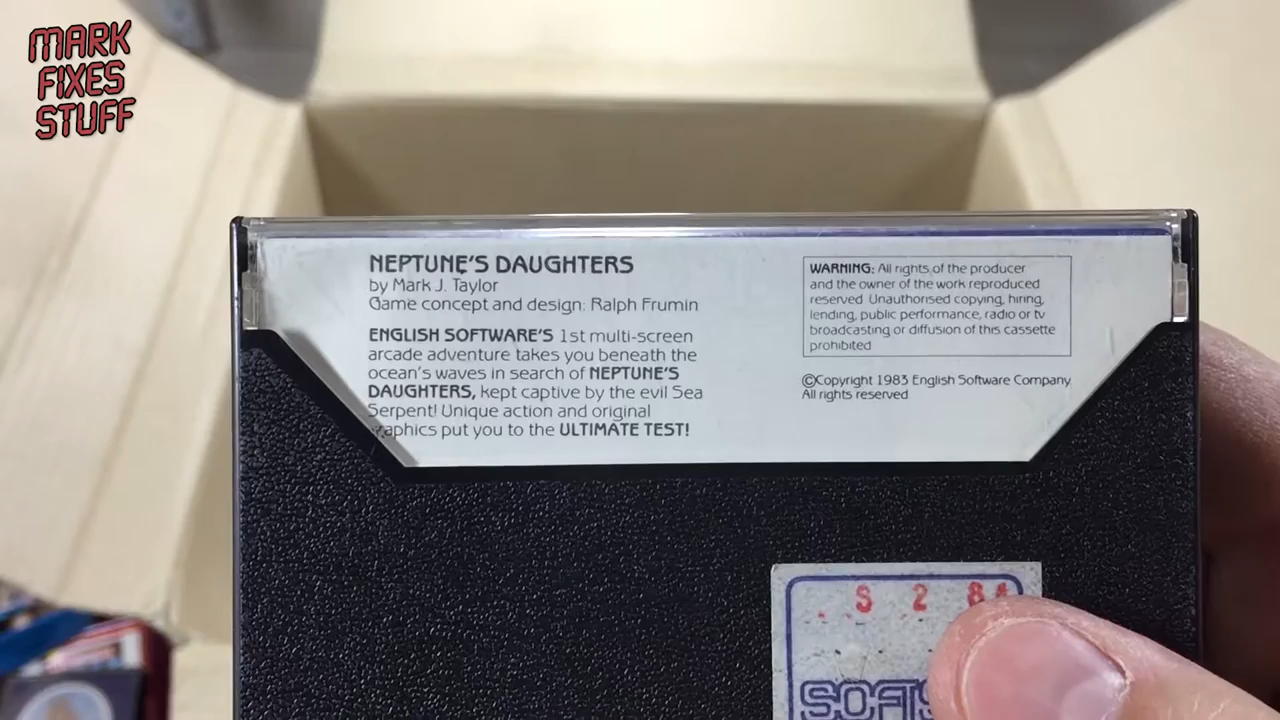 MARK
FIXES
STUFF
NEPTUNE'S DAUGHTERS
by Mark J. Taylor
Game concept and design: Ralph Frumin
ENGLISH SOFTWARE'S 1st multi-screen
arcade adventure takes you beneath the
ocean's waves in search of NEPTUNE'S
DAUGHTERS, kept captive by the evil Sea
Serpent! Unique action and original
graphics put you to the ULTIMATE TEST!
WARNING: All rights of the producer
and the owner of the work reproduced
reserved. Unauthorised copying, hiring,
lending, public performance, radio or tv
broadcasting or diffusion of this cassette
prohibited
©Copyright 1983 English Software Company.
All rights reserved
. S 2